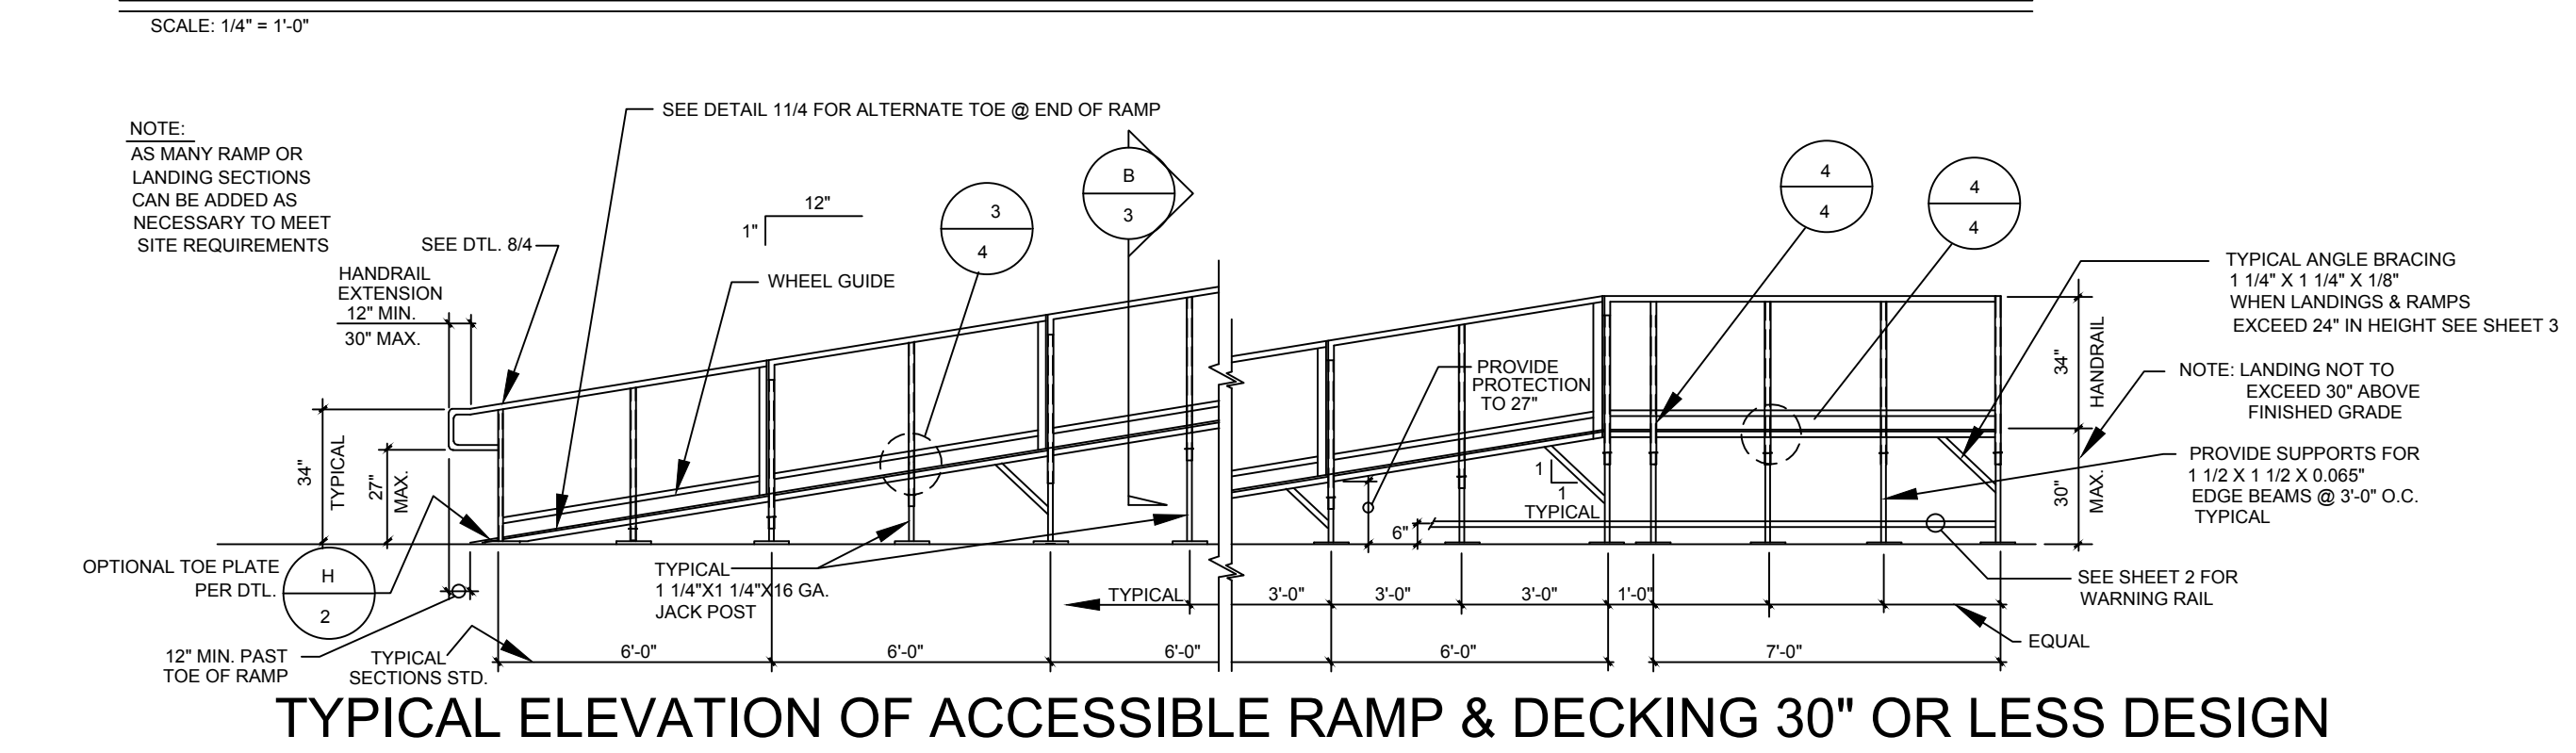 SCALE: 1/4" = 1'-0"
NOTE:
AS MANY RAMP OR
LANDING SECTIONS
CAN BE ADDED AS
NECESSARY TO MEET
SITE REQUIREMENTS
SEE DETAIL 11/4 FOR ALTERNATE TOE @ END OF RAMP
SEE DTL. 8/4
HANDRAIL
EXTENSION
12" MIN.
30" MAX.
12"
1"
WHEEL GUIDE
3
4
B
3
4
4
4
4
TYPICAL ANGLE BRACING
1 1/4" X 1 1/4" X 1/8"
WHEN LANDINGS & RAMPS
EXCEED 24" IN HEIGHT SEE SHEET 3
PROVIDE
PROTECTION
TO 27"
34"
HANDRAIL
NOTE: LANDING NOT TO
EXCEED 30" ABOVE
FINISHED GRADE
34"
TYPICAL
27"
MAX.
1
1
TYPICAL
6"
30"
MAX.
PROVIDE SUPPORTS FOR
1 1/2 X 1 1/2 X 0.065"
EDGE BEAMS @ 3'-0" O.C.
TYPICAL
OPTIONAL TOE PLATE
PER DTL.
H
2
TYPICAL
1 1/4"X1 1/4"X16 GA.
JACK POST
TYPICAL
3'-0"
3'-0"
3'-0"
1'-0"
SEE SHEET 2 FOR
WARNING RAIL
EQUAL
12" MIN. PAST
TOE OF RAMP
TYPICAL
SECTIONS STD.
6'-0"
6'-0"
6'-0"
6'-0"
7'-0"
TYPICAL ELEVATION OF ACCESSIBLE RAMP & DECKING 30" OR LESS DESIGN